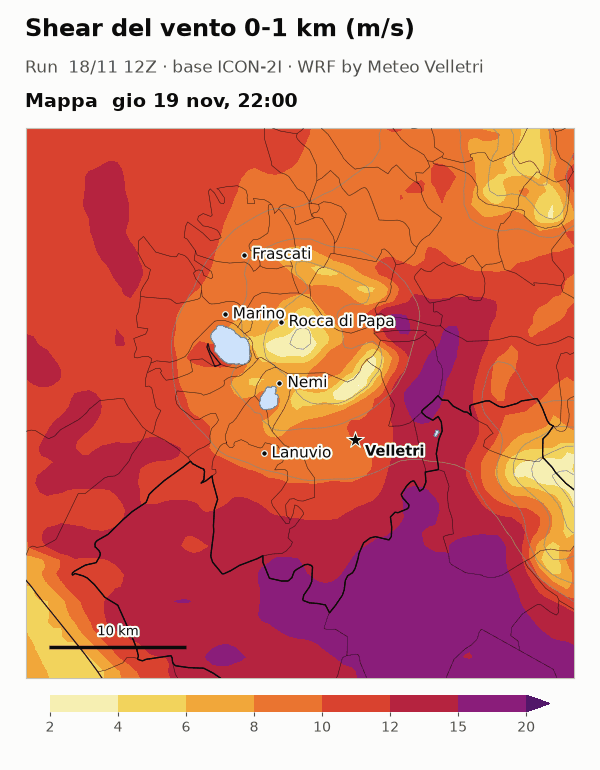 Shear del vento 0-1 km (m/s)
Run  18/11 12Z · base ICON-2I · WRF by Meteo Velletri
Mappa  gio 19 nov, 22:00
Frascati
Marino
Rocca di Papa
Nemi
Velletri
Lanuvio
10 km
2 4 6 8 10 12 15 20